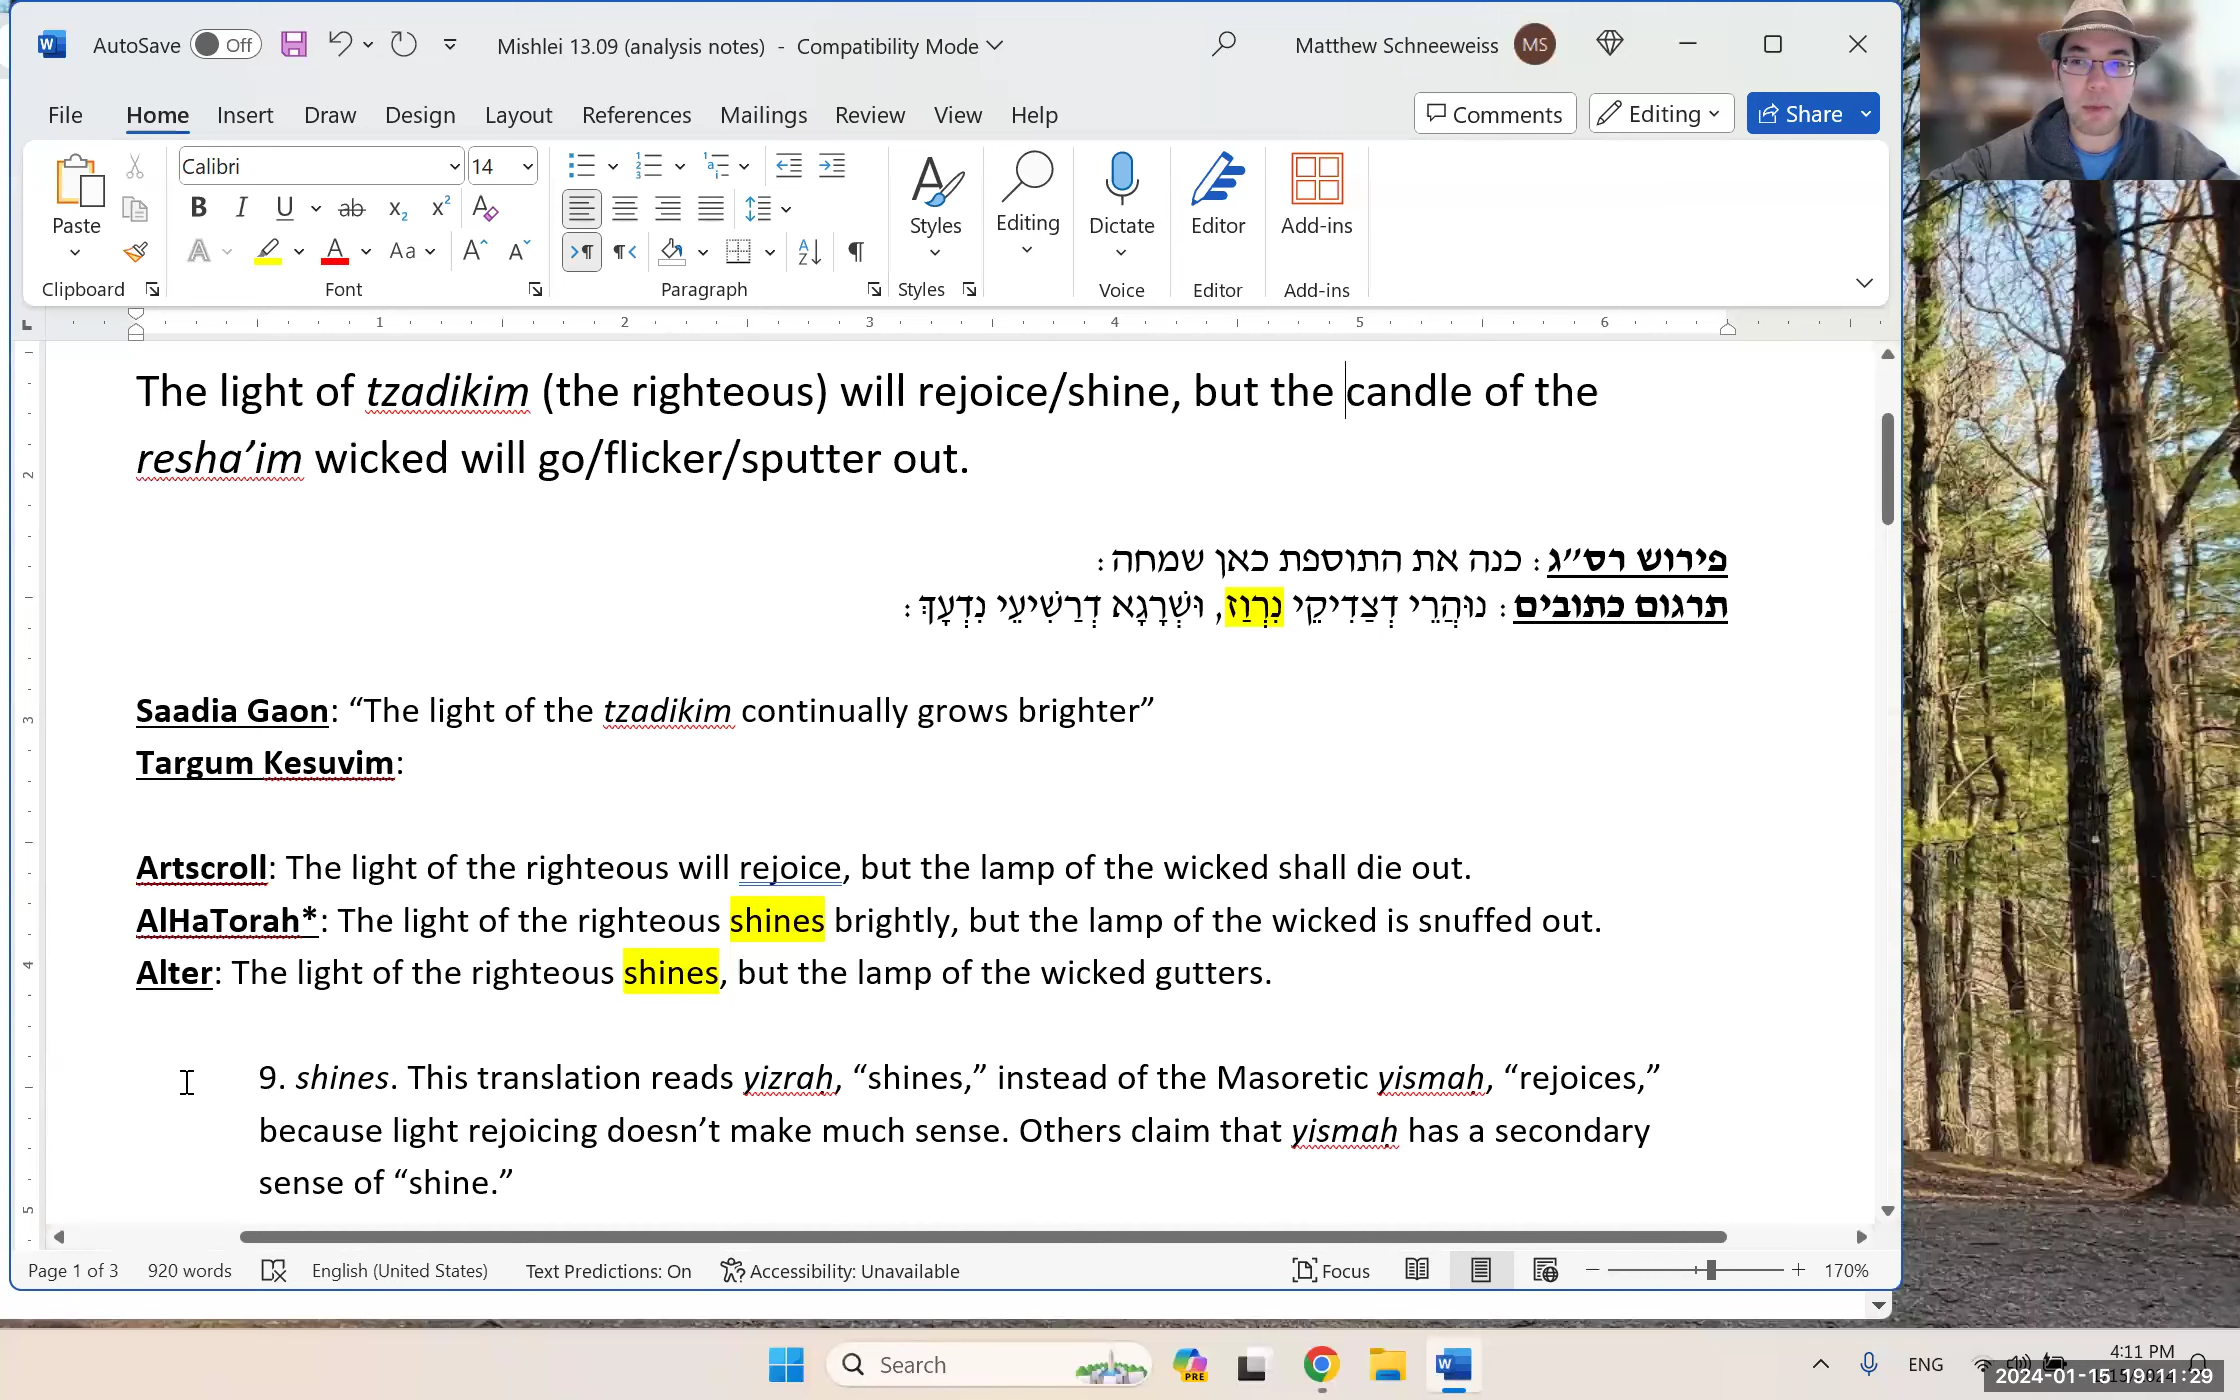 AutoSave Off Mishlei 13.09 (analysis notes) - Compatibility Mode Matthew Schneeweiss MS
File Home Insert Draw Design Layout References Mailings Review View Help Comments Editing Share
Calibri 14
Paste Styles Editing Dictate Editor Add-ins
Clipboard Font Paragraph Styles Voice Editor Add-ins
1 2 3 4 5 6
The light of tzadikim (the righteous) will rejoice/shine, but the candle of the
resha’im wicked will go/flicker/sputter out.
פירוש רס״ג: כנה את התוספת כאן שמחה:
תרגום כתובים: נוּהֲרֵי דְצַדִיקֵי נִרְוַז, וּשְׁרָגָא דְרַשִׁיעֵי נִדְעָךְ:
Saadia Gaon: “The light of the tzadikim continually grows brighter”
Targum Kesuvim:
Artscroll: The light of the righteous will rejoice, but the lamp of the wicked shall die out.
AlHaTorah*: The light of the righteous shines brightly, but the lamp of the wicked is snuffed out.
Alter: The light of the righteous shines, but the lamp of the wicked gutters.
9. shines. This translation reads yizraḥ, “shines,” instead of the Masoretic yismaḥ, “rejoices,”
because light rejoicing doesn’t make much sense. Others claim that yismaḥ has a secondary
sense of “shine.”
Page 1 of 3 920 words English (United States) Text Predictions: On Accessibility: Unavailable Focus 170%
Search PRE ENG 4:11 PM
2024-01-15 19:11:29